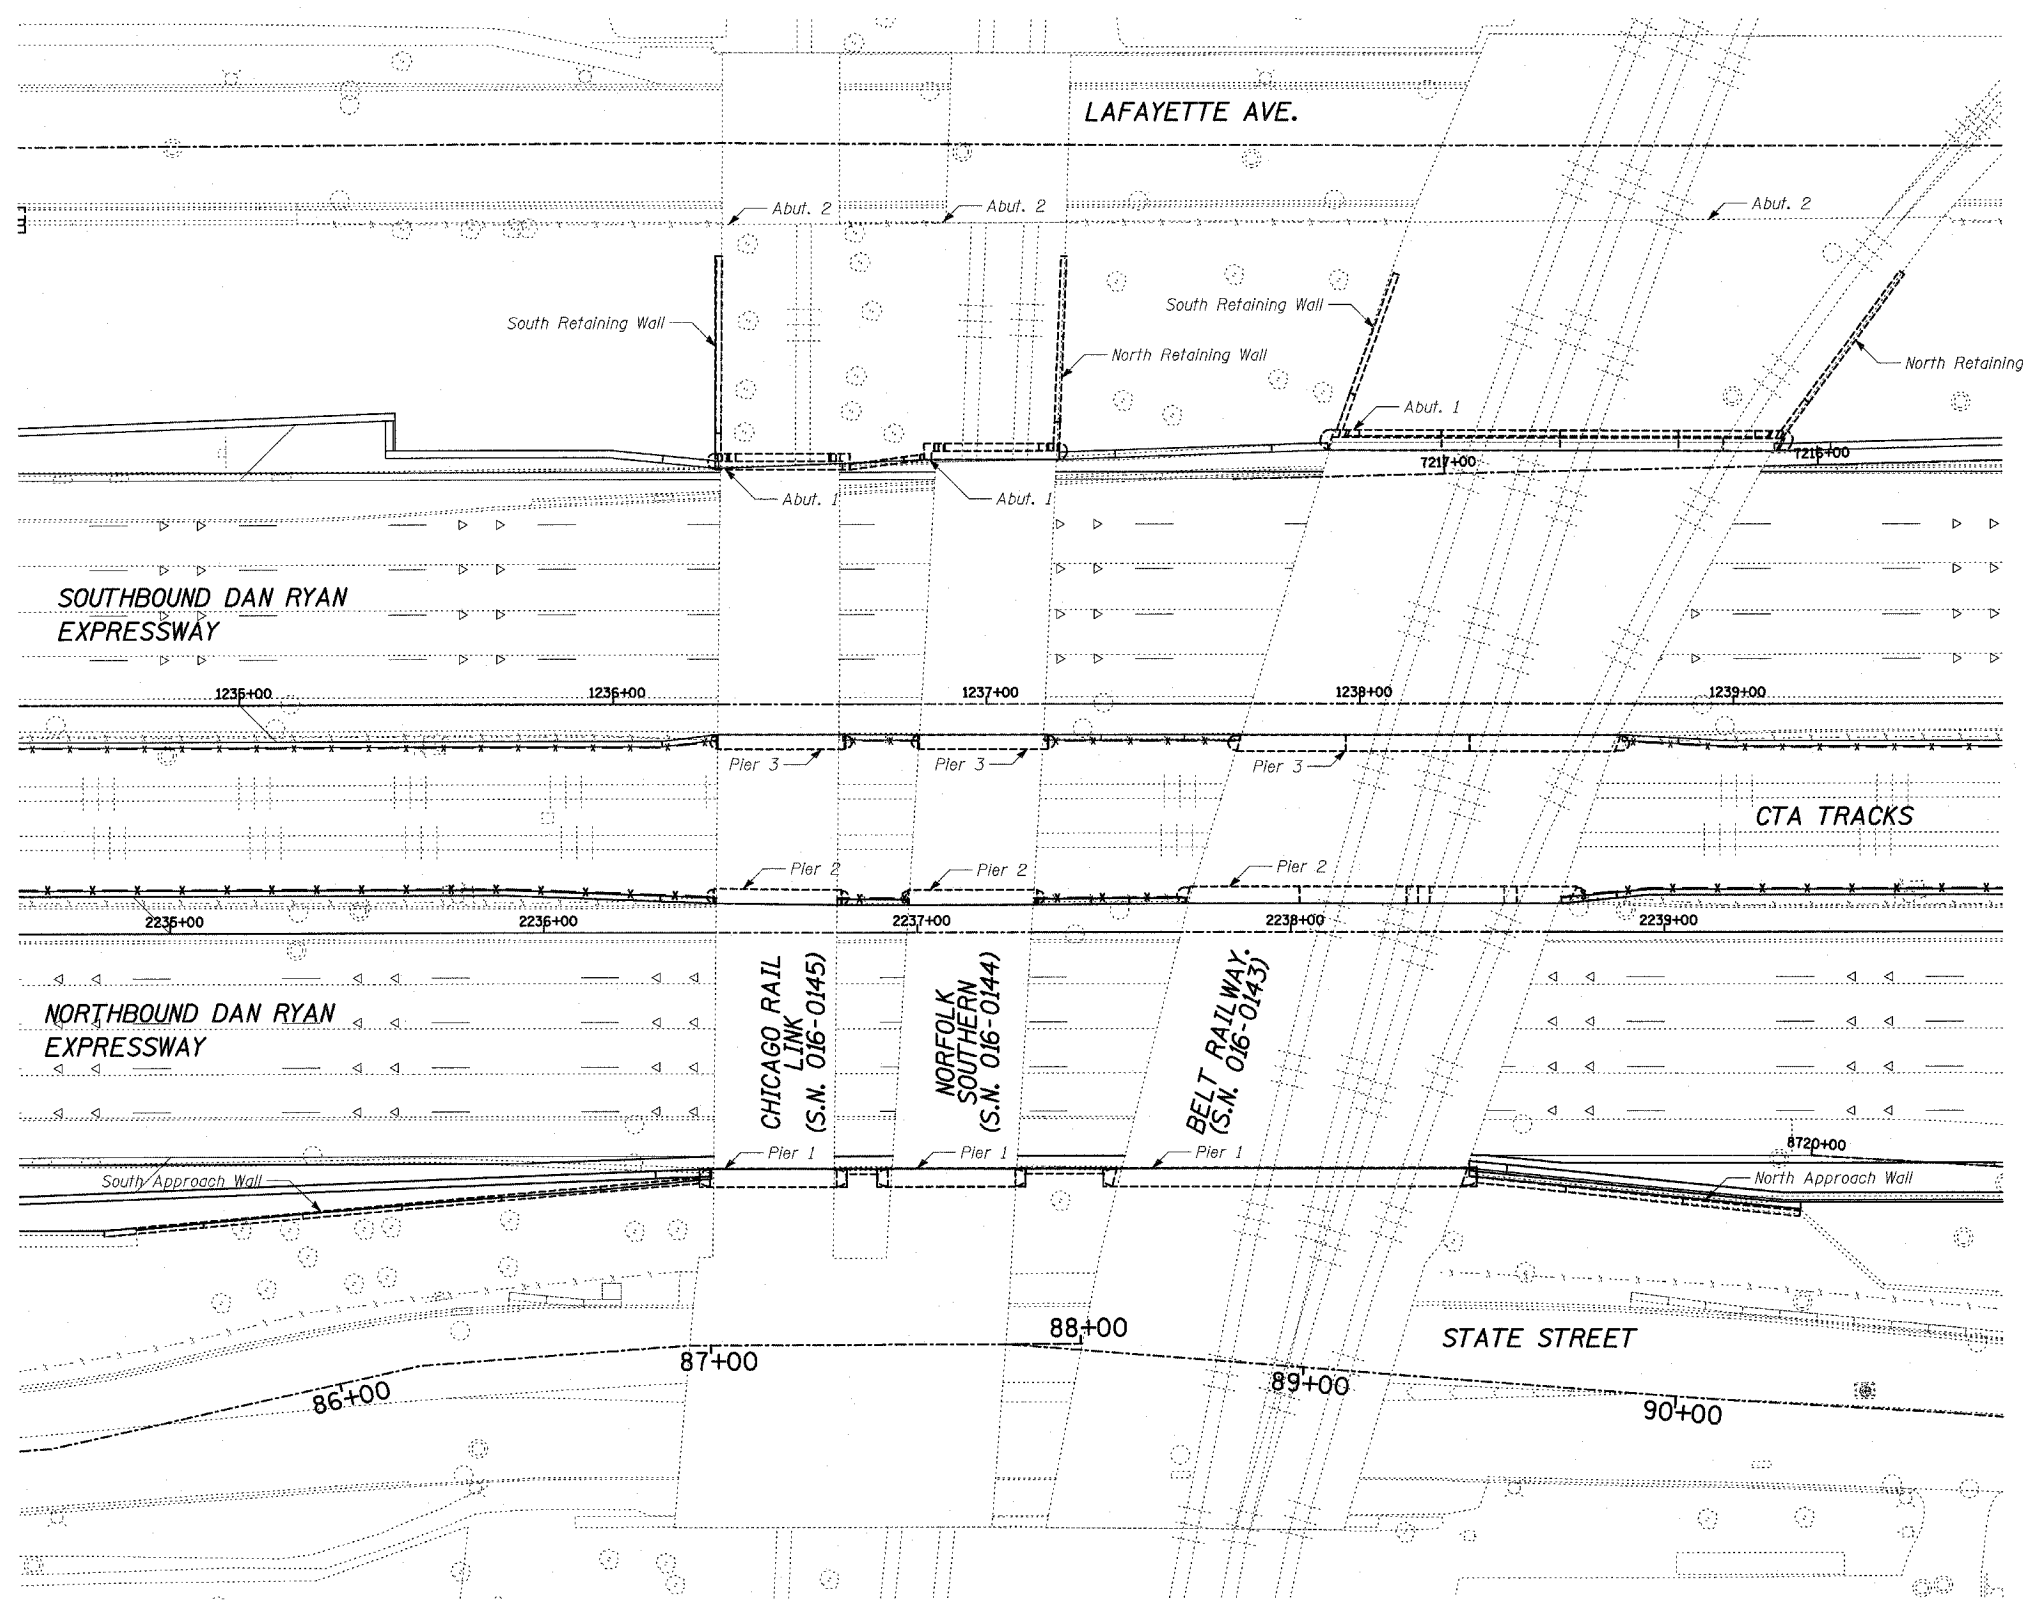 LAFAYETTE AVE.
Abut. 2
Abut. 2
Abut. 2
South Retaining Wall
South Retaining Wall
North Retaining Wall
North Retaining
Abut. 1
7217+00
7216+00
Abut. 1
Abut. 1
SOUTHBOUND DAN RYAN
EXPRESSWAY
1235+00
1236+00
1237+00
1238+00
1239+00
Pier 3
Pier 3
Pier 3
CTA TRACKS
Pier 2
Pier 2
Pier 2
2235+00
2236+00
2237+00
2238+00
2239+00
NORTHBOUND DAN RYAN
EXPRESSWAY
CHICAGO RAIL
LINK
(S.N. 016-0145)
NORFOLK
SOUTHERN
(S.N. 016-0144)
BELT RAILWAY.
(S.N. 016-0143)
8720+00
Pier 1
Pier 1
Pier 1
South Approach Wall
North Approach Wall
STATE STREET
86+00
87+00
88+00
89+00
90+00